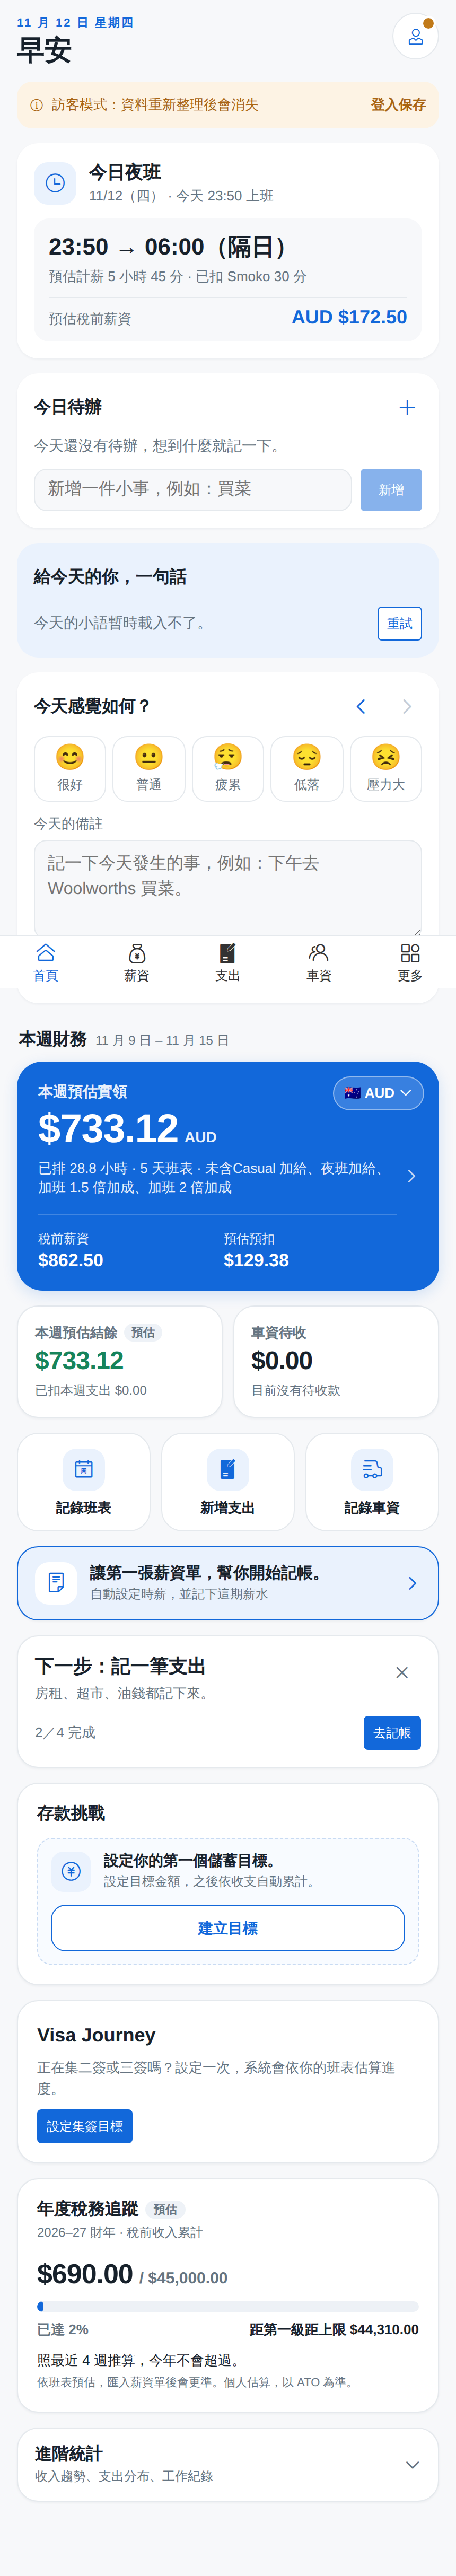 11 月 12 日 星期四
早安
訪客模式：資料重新整理後會消失
登入保存
今日夜班
11/12（四） · 今天 23:50 上班
23:50 → 06:00（隔日）
預估計薪 5 小時 45 分 · 已扣 Smoko 30 分
預估稅前薪資
AUD $172.50
今日待辦
今天還沒有待辦，想到什麼就記一下。
新增一件小事，例如：買菜
新增
給今天的你，一句話
今天的小語暫時載入不了。
重試
今天感覺如何？
很好
普通
疲累
低落
壓力大
今天的備註
記一下今天發生的事，例如：下午去
Woolworths 買菜。
首頁
薪資
支出
車資
更多
本週財務 11 月 9 日 – 11 月 15 日
本週預估實領
AUD
$733.12 AUD
已排 28.8 小時 · 5 天班表 · 未含Casual 加給、夜班加給、
加班 1.5 倍加成、加班 2 倍加成
稅前薪資
預估預扣
$862.50
$129.38
本週預估結餘 預估
$733.12
已扣本週支出 $0.00
車資待收
$0.00
目前沒有待收款
記錄班表
新增支出
記錄車資
讓第一張薪資單，幫你開始記帳。
自動設定時薪，並記下這期薪水
下一步：記一筆支出
房租、超市、油錢都記下來。
2／4 完成
去記帳
存款挑戰
設定你的第一個儲蓄目標。
設定目標金額，之後依收支自動累計。
建立目標
Visa Journey
正在集二簽或三簽嗎？設定一次，系統會依你的班表估算進
度。
設定集簽目標
年度稅務追蹤 預估
2026–27 財年 · 稅前收入累計
$690.00 / $45,000.00
已達 2%
距第一級距上限 $44,310.00
照最近 4 週推算，今年不會超過。
依班表預估，匯入薪資單後會更準。個人估算，以 ATO 為準。
進階統計
收入趨勢、支出分布、工作紀錄